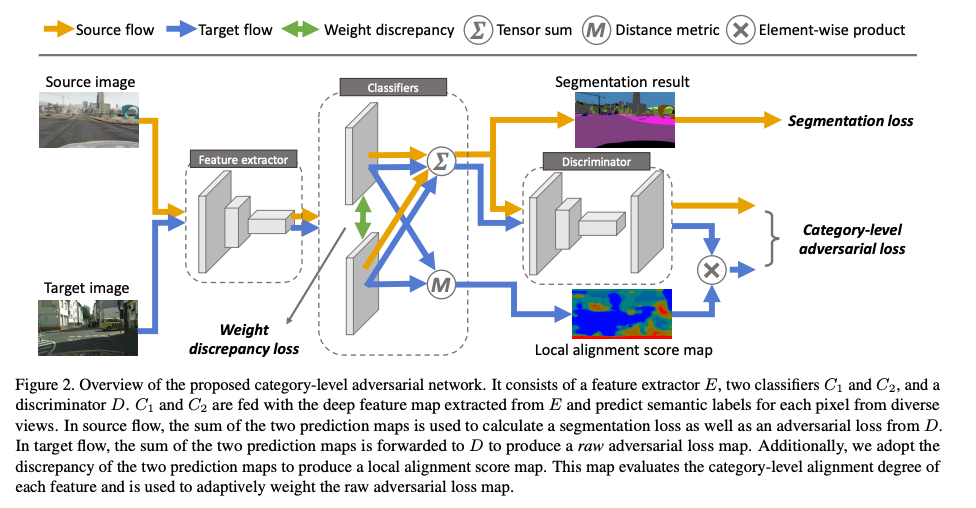 Source flow Target flow Weight discrepancy Σ Tensor sum M Distance metric × Element-wise product
Source image
Classifiers
Segmentation result
Segmentation loss
Feature extractor
Σ
Discriminator
Category-level
adversarial loss
×
Target image
M
Weight
discrepancy loss
Local alignment score map
Figure 2. Overview of the proposed category-level adversarial network. It consists of a feature extractor E, two classifiers C1 and C2, and a
discriminator D. C1 and C2 are fed with the deep feature map extracted from E and predict semantic labels for each pixel from diverse
views. In source flow, the sum of the two prediction maps is used to calculate a segmentation loss as well as an adversarial loss from D.
In target flow, the sum of the two prediction maps is forwarded to D to produce a raw adversarial loss map. Additionally, we adopt the
discrepancy of the two prediction maps to produce a local alignment score map. This map evaluates the category-level alignment degree of
each feature and is used to adaptively weight the raw adversarial loss map.